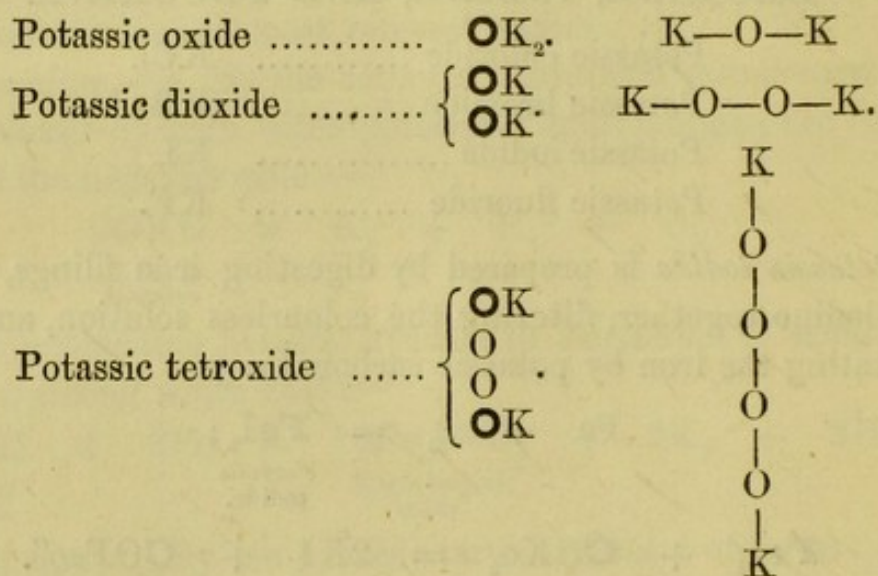 Potassic oxide ............ OK₂. K—O—K
Potassic dioxide ......... { OK K—O—O—K.
OK.
K
|
O
|
Potassic tetroxide ...... { OK O
O |
O . O
OK |
O
|
K